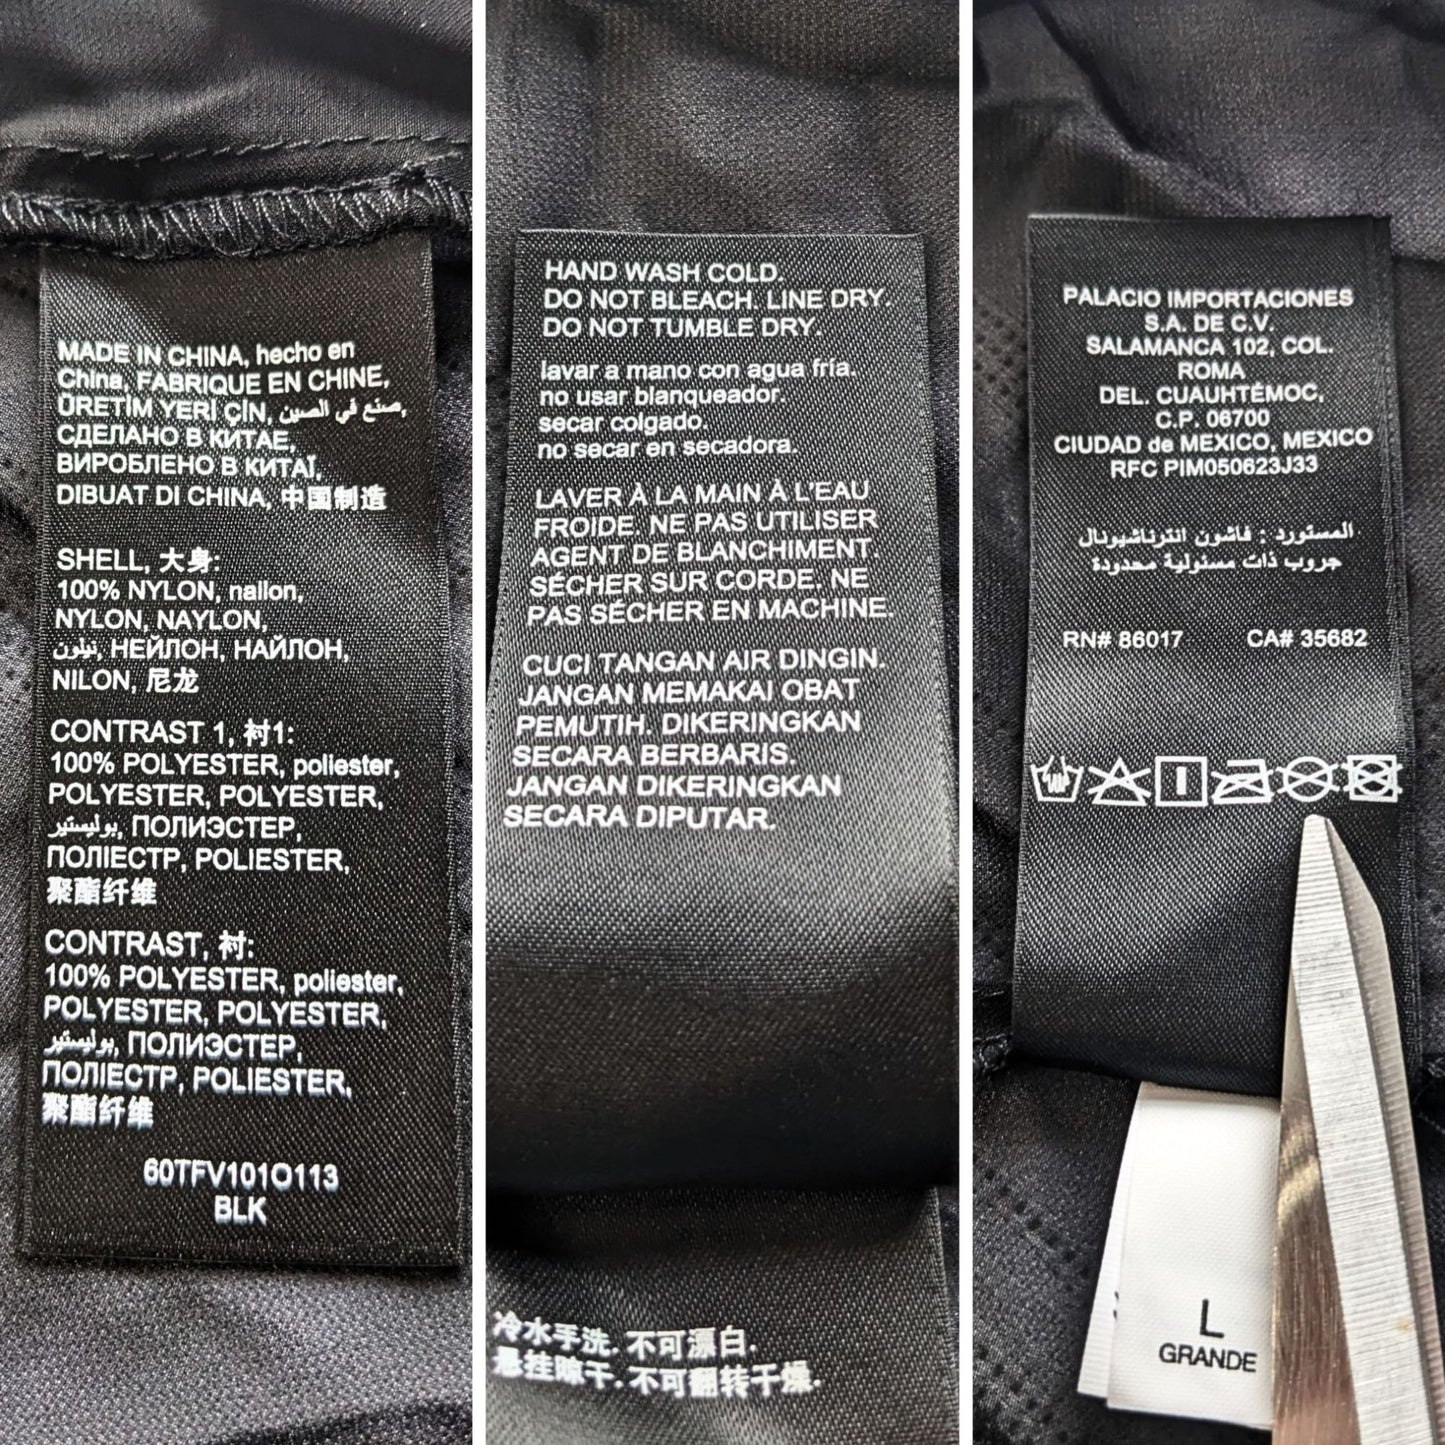 MADE IN CHINA, hecho en
China, FABRIQUE EN CHINE,
ÜRETİM YERİ ÇİN, صنع في الصين,
СДЕЛАНО В КИТАЕ,
ВИРОБЛЕНО В КИТАЇ,
DIBUAT DI CHINA, 中国制造
SHELL, 大身:
100% NYLON, nailon,
NYLON, NAYLON,
نيلون, НЕЙЛОН, НАЙЛОН,
NILON, 尼龙
CONTRAST 1, 衬1:
100% POLYESTER, poliester,
POLYESTER, POLYESTER,
بوليستير, ПОЛИЭСТЕР,
ПОЛІЕСТР, POLIESTER,
聚酯纤维
CONTRAST, 衬:
100% POLYESTER, poliester,
POLYESTER, POLYESTER,
بوليستير, ПОЛИЭСТЕР,
ПОЛІЕСТР, POLIESTER,
聚酯纤维
60TFV101O113
BLK
HAND WASH COLD.
DO NOT BLEACH. LINE DRY.
DO NOT TUMBLE DRY.
lavar a mano con agua fría.
no usar blanqueador.
secar colgado.
no secar en secadora.
LAVER À LA MAIN À L'EAU
FROIDE. NE PAS UTILISER
AGENT DE BLANCHIMENT.
SÉCHER SUR CORDE. NE
PAS SÉCHER EN MACHINE.
CUCI TANGAN AIR DINGIN.
JANGAN MEMAKAI OBAT
PEMUTIH. DIKERINGKAN
SECARA BERBARIS.
JANGAN DIKERINGKAN
SECARA DIPUTAR.
冷水手洗. 不可漂白.
悬挂晾干. 不可翻转干燥.
PALACIO IMPORTACIONES
S.A. DE C.V.
SALAMANCA 102, COL.
ROMA
DEL. CUAUHTÉMOC,
C.P. 06700
CIUDAD de MEXICO, MEXICO
RFC PIM050623J33
المستورد : فاشون انترناشيونال
جروب ذات مسئولية محدودة
RN# 86017 CA# 35682
L
GRANDE